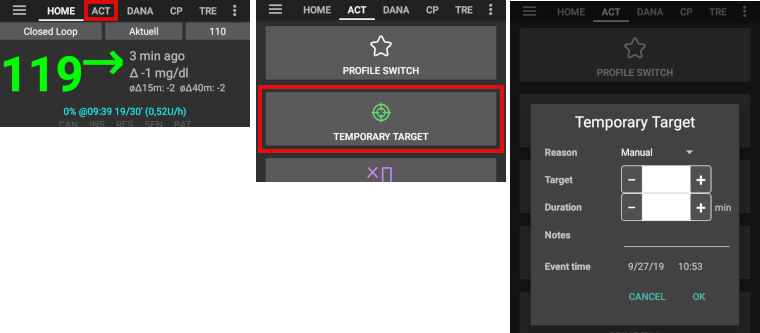 HOME ACT DANA CP TRE
Closed Loop Aktuell 110
119→ 3 min ago
Δ -1 mg/dl
øΔ15m: -2 øΔ40m: -2
0% @09:39 19/30' (0,52U/h)
CAN INS RES SEN BAT
HOME ACT DANA CP TRE
PROFILE SWITCH
TEMPORARY TARGET
HOME ACT DANA CP TRE
PROFILE SWITCH
Temporary Target
Reason Manual
Target − +
Duration − + min
Notes
Event time 9/27/19 10:53
CANCEL OK